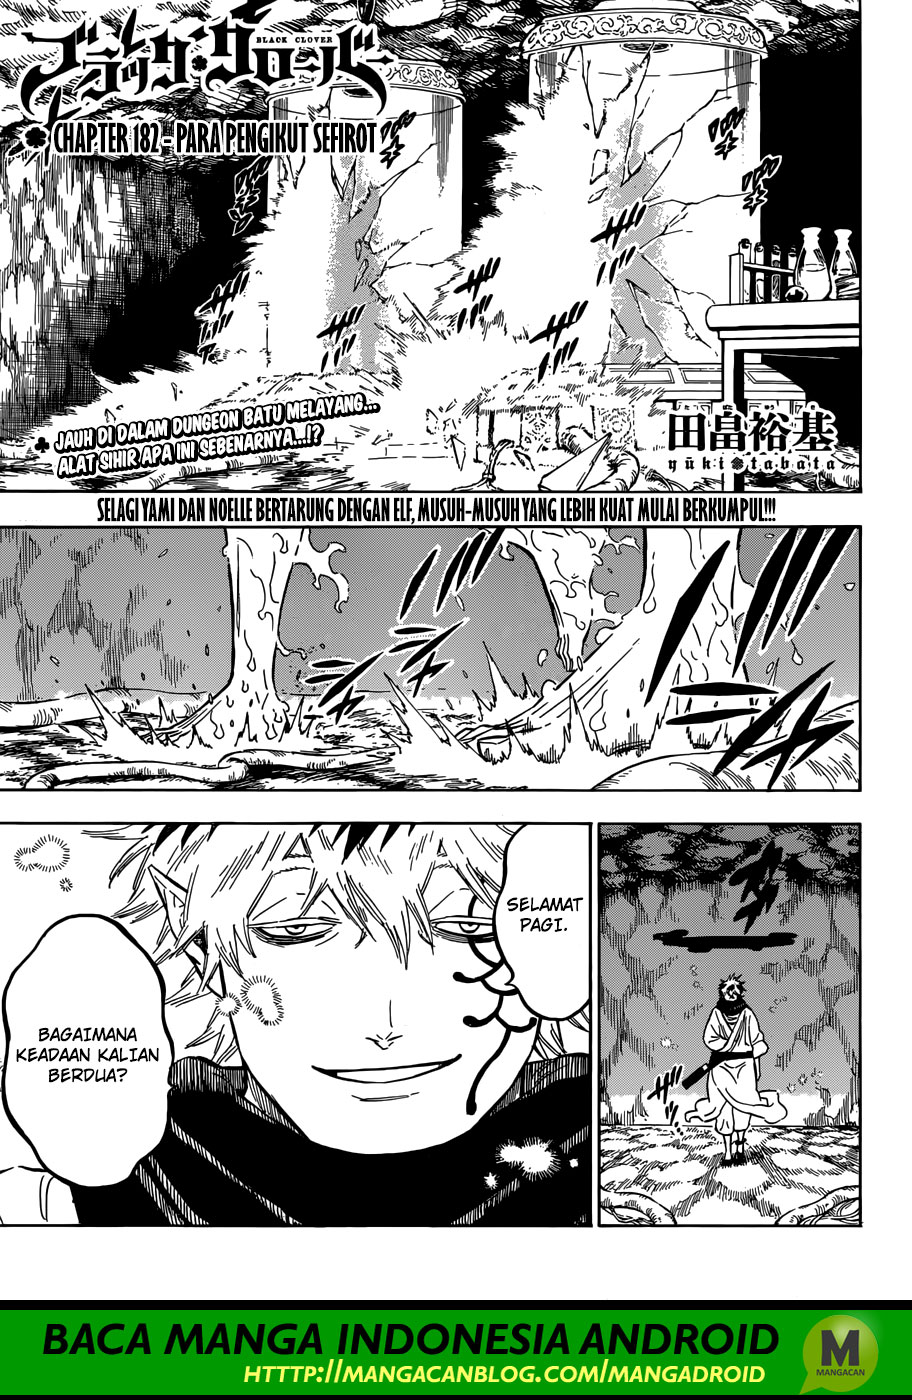 ブラッククローバー
BLACK CLOVER
CHAPTER 182 - PARA PENGIKUT SEFIROT
JAUH DI DALAM DUNGEON BATU MELAYANG...
ALAT SIHIR APA INI SEBENARNYA...!?
田畠裕基
yūki tabata
SELAGI YAMI DAN NOELLE BERTARUNG DENGAN ELF, MUSUH-MUSUH YANG LEBIH KUAT MULAI BERKUMPUL!!!
SELAMAT
PAGI.
BAGAIMANA
KEADAAN KALIAN
BERDUA?
BACA MANGA INDONESIA ANDROID
HTTTP://MANGACANBLOG.COM/MANGADROID
M
MANGACAN